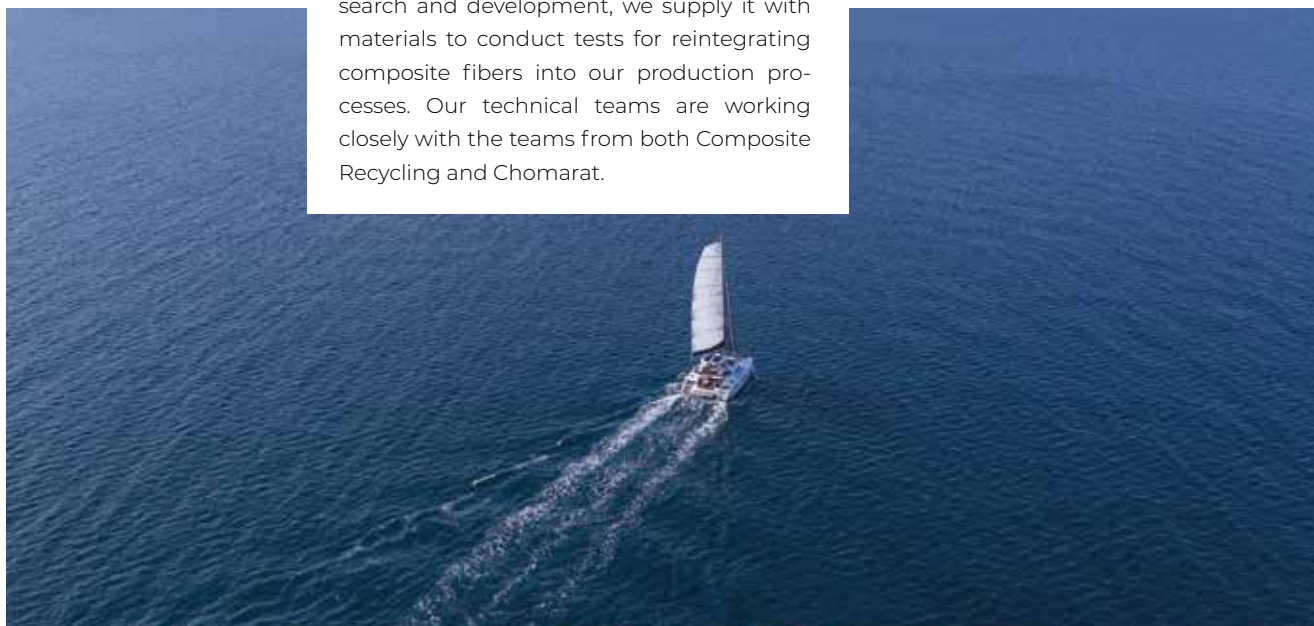 search and development, we supply it with
materials to conduct tests for reintegrating
composite fibers into our production pro-
cesses. Our technical teams are working
closely with the teams from both Composite
Recycling and Chomarat.